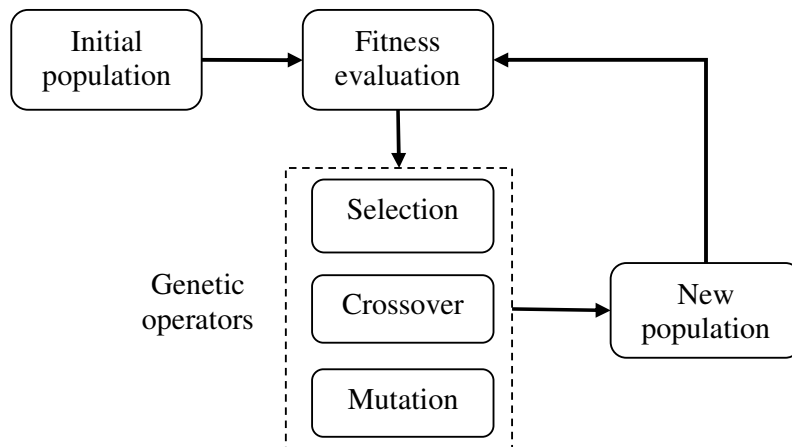 Initial
population
Fitness
evaluation
Selection
Genetic
operators
Crossover
New
population
Mutation